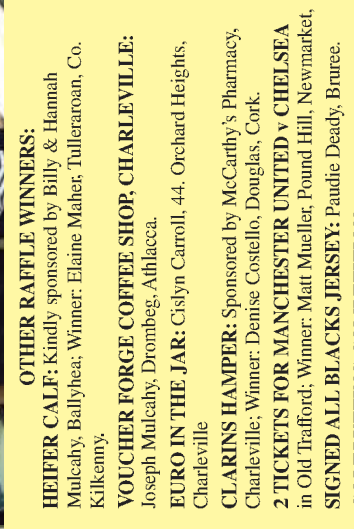 OTHER RAFFLE WINNERS:
HEIFER CALF: Kindly sponsored by Billy & Hannah
Mulcahy, Ballyhea; Winner: Elaine Maher, Tulleraroan, Co.
Kilkenny.
VOUCHER FORGE COFFEE SHOP, CHARLEVILLE:
Joseph Mulcahy, Drombeg, Athlacca.
EURO IN THE JAR: Cislyn Carroll, 44. Orchard Heights,
Charleville
CLARINS HAMPER: Sponsored by McCarthy's Pharmacy,
Charleville; Winner: Denise Costello, Douglas, Cork.
2 TICKETS FOR MANCHESTER UNITED v CHELSEA
in Old Trafford; Winner: Matt Mueller, Pound Hill, Newmarket,
SIGNED ALL BLACKS JERSEY: Paudie Deady, Bruree.